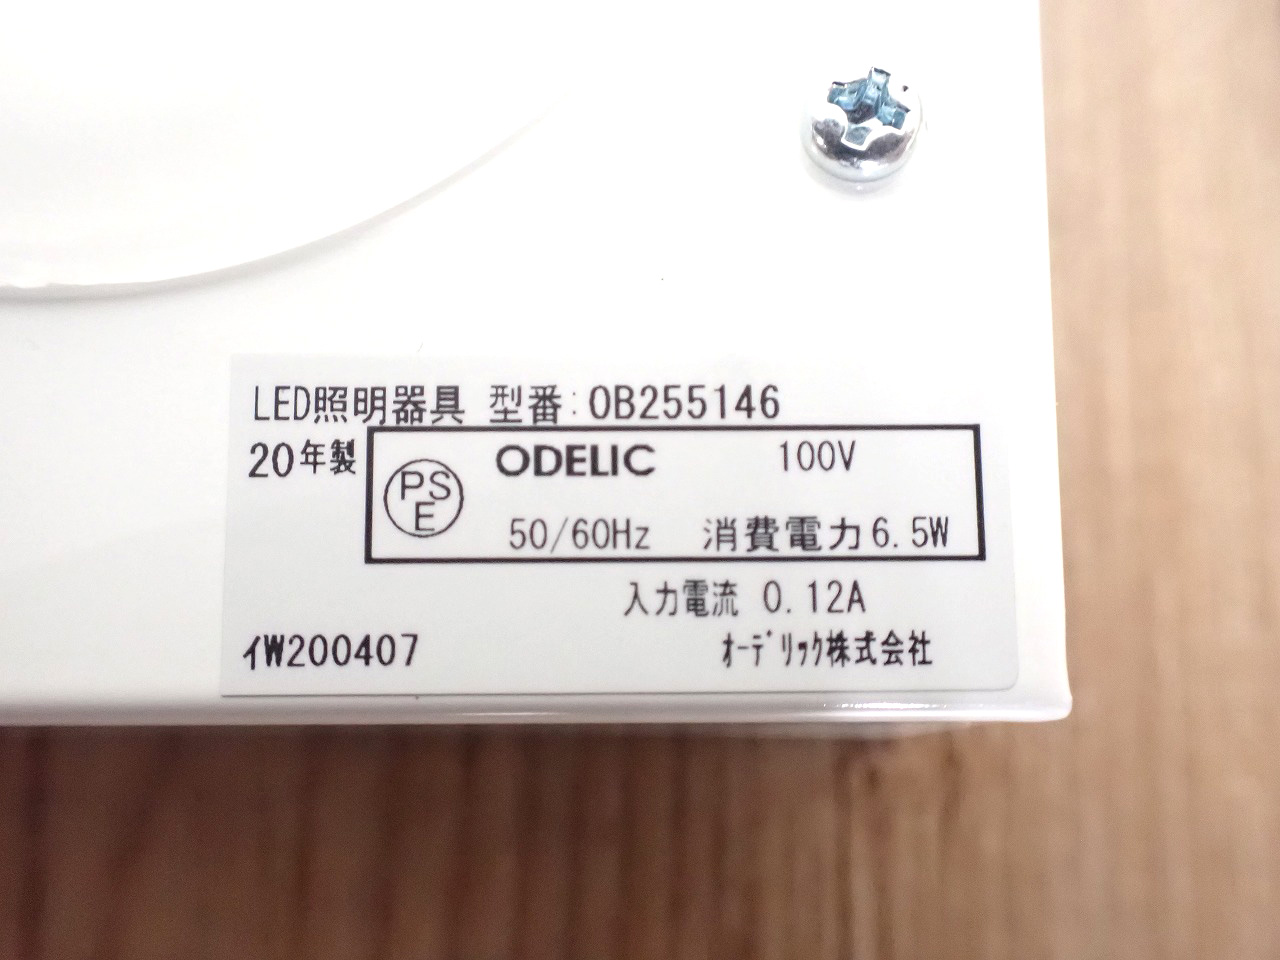 LED照明器具 型番:OB255146
20年製
PSE ODELIC 100V
50/60Hz 消費電力6.5W
入力電流 0.12A
ｲW200407 ｵｰﾃﾞﾘｯｸ株式会社